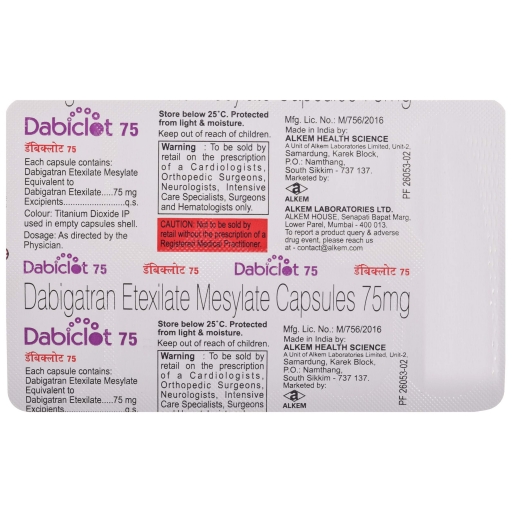 Dabigatran Etexilate Mesylate Capsules 75mg
Dabiclot 75
डॅबिक्लोट 75
Each capsule contains:
Dabigatran Etexilate Mesylate
Equivalent to
Dabigatran Etexilate.....75 mg
Excipients........................q.s.
Colour: Titanium Dioxide IP
used in empty capsules shell.
Dosage: As directed by the
Physician.
Store below 25°C. Protected
from light & moisture.
Keep out of reach of children.
Warning : To be sold by
retail on the prescription
of a Cardiologists,
Orthopedic Surgeons,
Neurologists, Intensive
Care Specialists, Surgeons
and Hematologists only.
CAUTION: Not to be sold by
retail without the prescription of a
Registered Medical Practitioner.
Mfg. Lic. No.: M/756/2016
Made in India by:
ALKEM HEALTH SCIENCE
A Unit of Alkem Laboratories Limited, Unit-2,
Samardung, Karek Block,
P.O.: Namthang,
South Sikkim - 737 137.
Marketed by:
ALKEM
ALKEM LABORATORIES LTD.
ALKEM HOUSE, Senapati Bapat Marg,
Lower Parel, Mumbai - 400 013.
To report a product query & adverse
drug event, please reach us
at - contact@alkem.com
PF 26053-02
Dabiclot 75 डॅबिक्लोट 75 Dabiclot 75 डॅबिक्लोट 75
Dabigatran Etexilate Mesylate Capsules 75mg
Dabiclot 75
डॅबिक्लोट 75
Each capsule contains:
Dabigatran Etexilate Mesylate
Equivalent to
Dabigatran Etexilate.....75 mg
Excipients........................q.s.
Store below 25°C. Protected
from light & moisture.
Keep out of reach of children.
Warning : To be sold by
retail on the prescription
of a Cardiologists,
Orthopedic Surgeons,
Neurologists, Intensive
Care Specialists, Surgeons
and Hematologists only.
Mfg. Lic. No.: M/756/2016
Made in India by:
ALKEM HEALTH SCIENCE
A Unit of Alkem Laboratories Limited, Unit-2,
Samardung, Karek Block,
P.O.: Namthang,
South Sikkim - 737 137.
Marketed by:
ALKEM
PF 26053-02